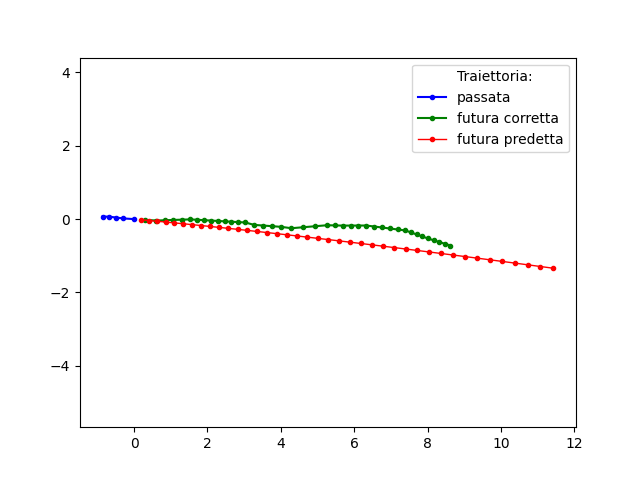 Traiettoria:
passata
futura corretta
futura predetta
4
2
0
−2
−4
0 2 4 6 8 10 12